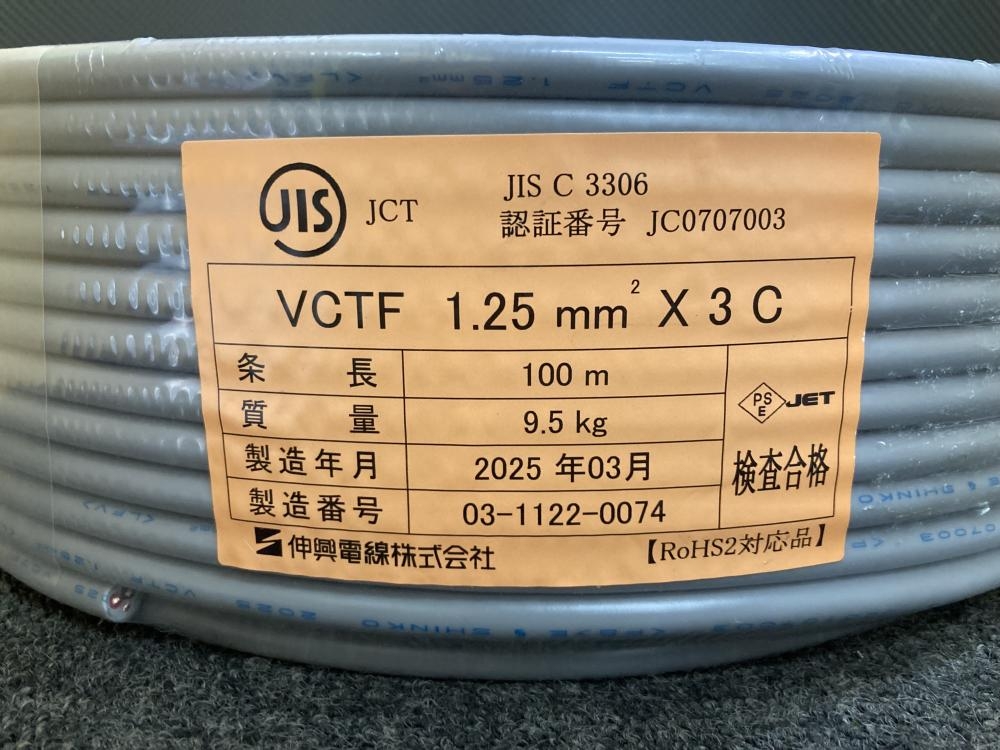 JIS JCT JIS C 3306
認証番号 JC0707003
VCTF 1.25 mm² X 3 C
条長 100 m
質量 9.5 kg
PS E JET
製造年月 2025 年03月
検査合格
製造番号 03-1122-0074
伸興電線株式会社 【RoHS2対応品】
SHINKO